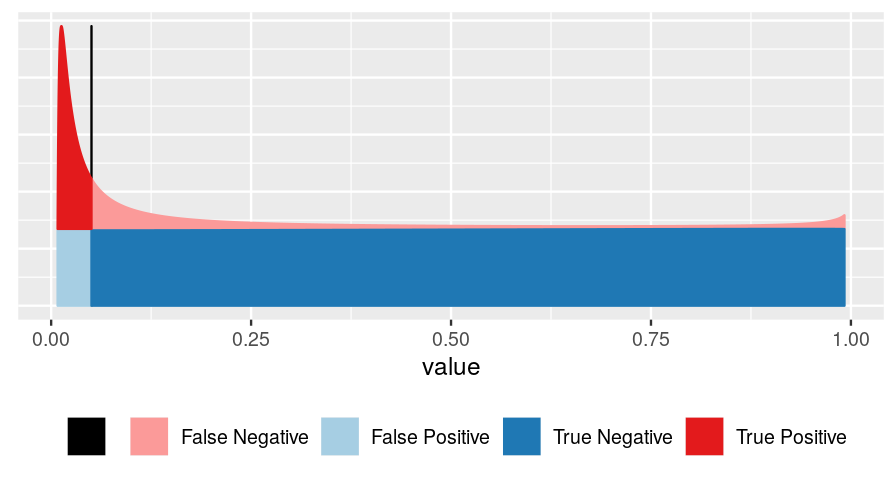 0.00 0.25 0.50 0.75 1.00
value
False Negative False Positive True Negative True Positive